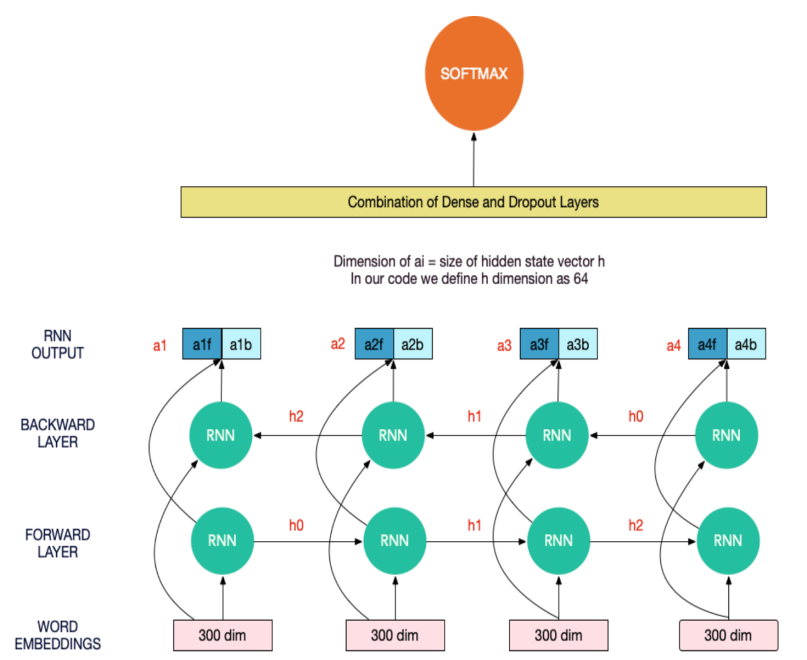 SOFTMAX
Combination of Dense and Dropout Layers
Dimension of ai = size of hidden state vector h
In our code we define h dimension as 64
RNN
OUTPUT
a1 a1f a1b a2 a2f a2b a3 a3f a3b a4 a4f a4b
BACKWARD
LAYER
RNN h2 RNN h1 RNN h0 RNN
FORWARD
LAYER
RNN h0 RNN h1 RNN h2 RNN
WORD
EMBEDDINGS
300 dim 300 dim 300 dim 300 dim